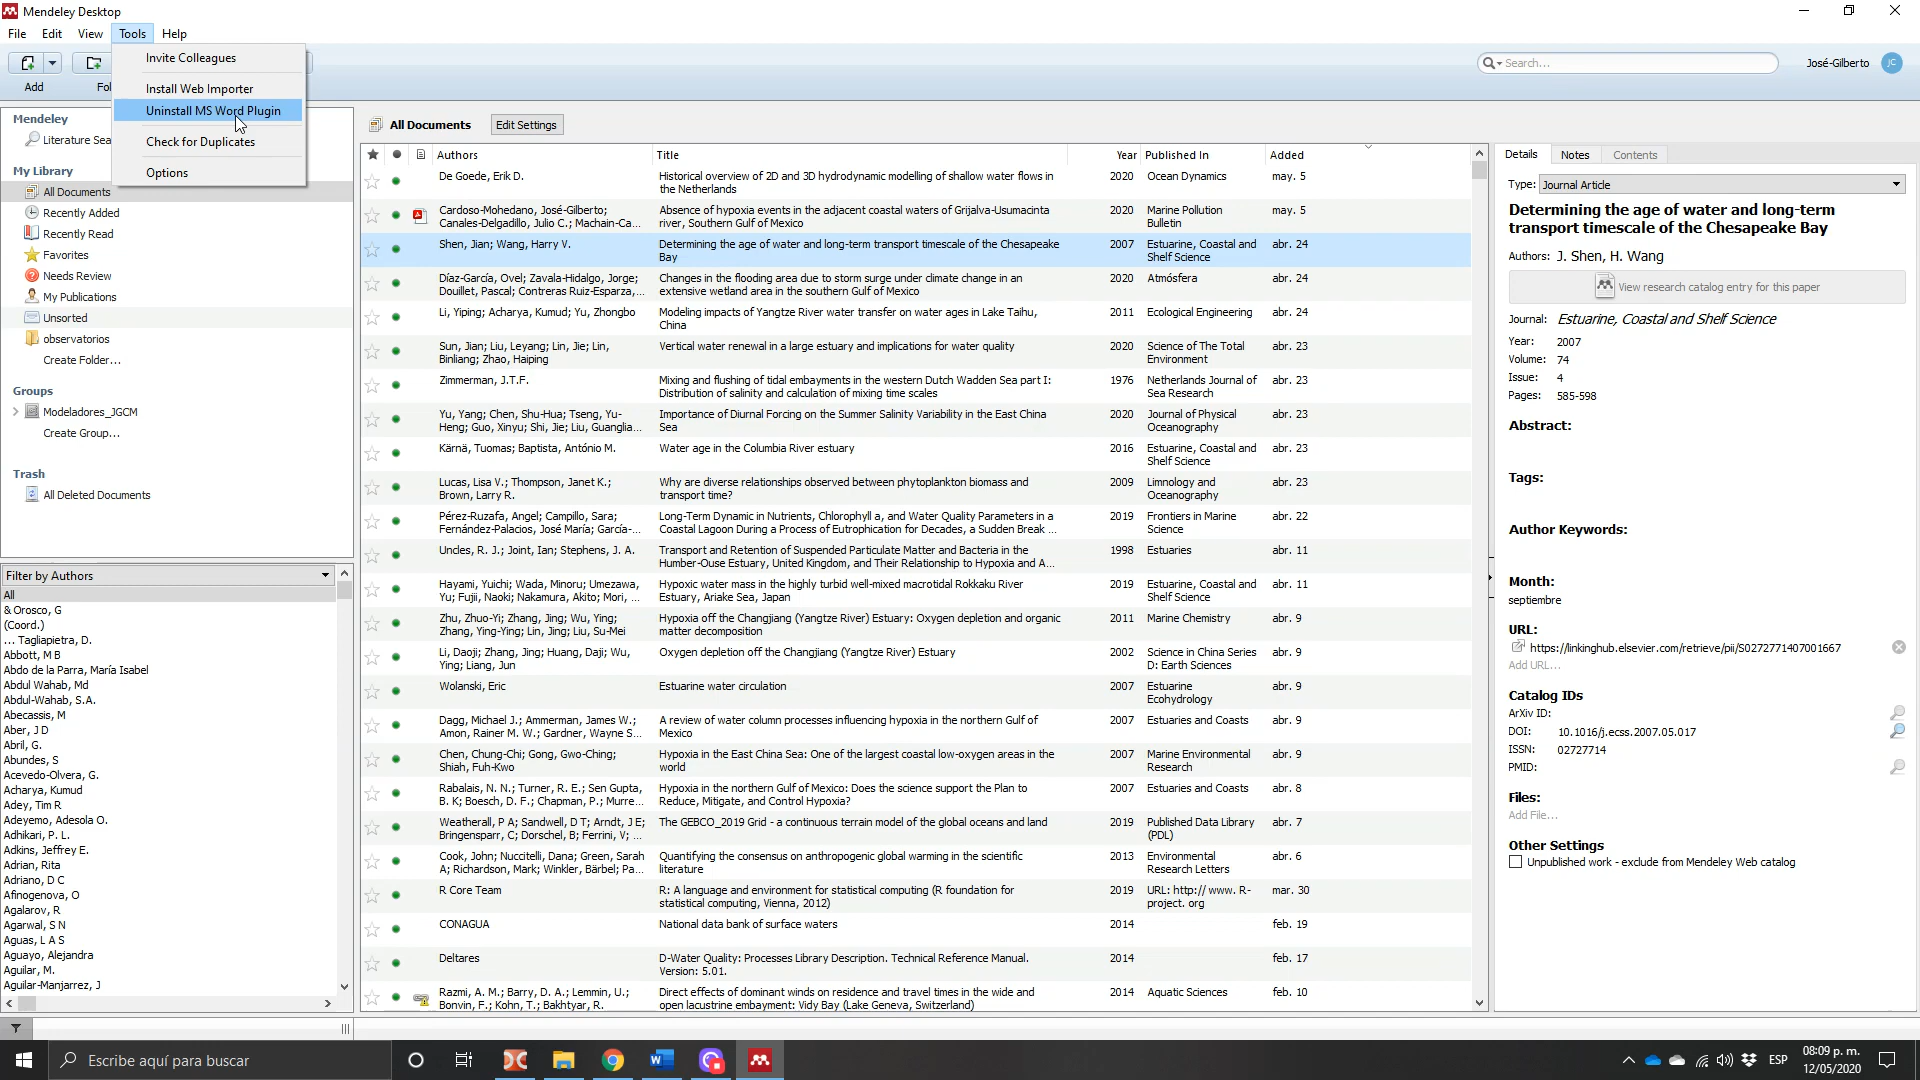 Mendeley Desktop
File Edit View Tools Help
Invite Colleagues
Install Web Importer
Uninstall MS Word Plugin
Check for Duplicates
Options
Add
Fol
Search...
José-Gilberto
JC
Mendeley
Literature Sea
My Library
All Documents
Recently Added
Recently Read
Favorites
Needs Review
My Publications
Unsorted
observatorios
Create Folder...
Groups
Modeladores_JGCM
Create Group...
Trash
All Deleted Documents
Filter by Authors
All
& Orosco, G
(Coord.)
... Tagliapietra, D.
Abbott, M B
Abdo de la Parra, María Isabel
Abdul Wahab, Md
Abdul-Wahab, S.A.
Abecassis, M
Aber, J D
Abril, G.
Abundes, S
Acevedo-Olvera, G.
Acharya, Kumud
Adey, Tim R
Adeyemo, Adesola O.
Adhikari, P. L.
Adkins, Jeffrey E.
Adrian, Rita
Adriano, D C
Afinogenova, O
Agalarov, R
Agarwal, S N
Aguas, L A S
Aguayo, Alejandra
Aguilar, M.
Aguilar-Manjarrez, J
All Documents Edit Settings
Authors Title Year Published In Added
De Goede, Erik D. Historical overview of 2D and 3D hydrodynamic modelling of shallow water flows in 2020 Ocean Dynamics may. 5
the Netherlands
Cardoso-Mohedano, José-Gilberto; Absence of hypoxia events in the adjacent coastal waters of Grijalva-Usumacinta 2020 Marine Pollution may. 5
Canales-Delgadillo, Julio C.; Machain-Ca... river, Southern Gulf of Mexico Bulletin
Shen, Jian; Wang, Harry V. Determining the age of water and long-term transport timescale of the Chesapeake 2007 Estuarine, Coastal and abr. 24
Bay Shelf Science
Díaz-García, Ovel; Zavala-Hidalgo, Jorge; Changes in the flooding area due to storm surge under climate change in an 2020 Atmósfera abr. 24
Douillet, Pascal; Contreras Ruiz-Esparza,... extensive wetland area in the southern Gulf of Mexico
Li, Yiping; Acharya, Kumud; Yu, Zhongbo Modeling impacts of Yangtze River water transfer on water ages in Lake Taihu, 2011 Ecological Engineering abr. 24
China
Sun, Jian; Liu, Leyang; Lin, Jie; Lin, Vertical water renewal in a large estuary and implications for water quality 2020 Science of The Total abr. 23
Binliang; Zhao, Haiping Environment
Zimmerman, J.T.F. Mixing and flushing of tidal embayments in the western Dutch Wadden Sea part I: 1976 Netherlands Journal of abr. 23
Distribution of salinity and calculation of mixing time scales Sea Research
Yu, Yang; Chen, Shu-Hua; Tseng, Yu- Importance of Diurnal Forcing on the Summer Salinity Variability in the East China 2020 Journal of Physical abr. 23
Heng; Guo, Xinyu; Shi, Jie; Liu, Guanglia... Sea Oceanography
Kärnä, Tuomas; Baptista, António M. Water age in the Columbia River estuary 2016 Estuarine, Coastal and abr. 23
Shelf Science
Lucas, Lisa V.; Thompson, Janet K.; Why are diverse relationships observed between phytoplankton biomass and 2009 Limnology and abr. 23
Brown, Larry R. transport time? Oceanography
Pérez-Ruzafa, Angel; Campillo, Sara; Long-Term Dynamic in Nutrients, Chlorophyll a, and Water Quality Parameters in a 2019 Frontiers in Marine abr. 22
Fernández-Palacios, José María; García-... Coastal Lagoon During a Process of Eutrophication for Decades, a Sudden Break ... Science
Uncles, R. J.; Joint, Ian; Stephens, J. A. Transport and Retention of Suspended Particulate Matter and Bacteria in the 1998 Estuaries abr. 11
Humber-Ouse Estuary, United Kingdom, and Their Relationship to Hypoxia and A...
Hayami, Yuichi; Wada, Minoru; Umezawa, Hypoxic water mass in the highly turbid well-mixed macrotidal Rokkaku River 2019 Estuarine, Coastal and abr. 11
Yu; Fujii, Naoki; Nakamura, Akito; Mori, ... Estuary, Ariake Sea, Japan Shelf Science
Zhu, Zhuo-Yi; Zhang, Jing; Wu, Ying; Hypoxia off the Changjiang (Yangtze River) Estuary: Oxygen depletion and organic 2011 Marine Chemistry abr. 9
Zhang, Ying-Ying; Lin, Jing; Liu, Su-Mei matter decomposition
Li, Daoji; Zhang, Jing; Huang, Daji; Wu, Oxygen depletion off the Changjiang (Yangtze River) Estuary 2002 Science in China Series abr. 9
Ying; Liang, Jun D: Earth Sciences
Wolanski, Eric Estuarine water circulation 2007 Estuarine abr. 9
Ecohydrology
Dagg, Michael J.; Ammerman, James W.; A review of water column processes influencing hypoxia in the northern Gulf of 2007 Estuaries and Coasts abr. 9
Amon, Rainer M. W.; Gardner, Wayne S... Mexico
Chen, Chung-Chi; Gong, Gwo-Ching; Hypoxia in the East China Sea: One of the largest coastal low-oxygen areas in the 2007 Marine Environmental abr. 9
Shiah, Fuh-Kwo world Research
Rabalais, N. N.; Turner, R. E.; Sen Gupta, Hypoxia in the northern Gulf of Mexico: Does the science support the Plan to 2007 Estuaries and Coasts abr. 8
B. K; Boesch, D. F.; Chapman, P.; Murre... Reduce, Mitigate, and Control Hypoxia?
Weatherall, P A; Sandwell, D T; Arndt, J E; The GEBCO_2019 Grid - a continuous terrain model of the global oceans and land 2019 Published Data Library abr. 7
Bringensparr, C; Dorschel, B; Ferrini, V; ... (PDL)
Cook, John; Nuccitelli, Dana; Green, Sarah Quantifying the consensus on anthropogenic global warming in the scientific 2013 Environmental abr. 6
A; Richardson, Mark; Winkler, Bärbel; Pa... literature Research Letters
R Core Team R: A language and environment for statistical computing (R foundation for 2019 URL: http:// www. R- mar. 30
statistical computing, Vienna, 2012) project. org
CONAGUA National data bank of surface waters 2014 feb. 19
Deltares D-Water Quality: Processes Library Description. Technical Reference Manual. 2014 feb. 17
Version: 5.01.
Razmi, A. M.; Barry, D. A.; Lemmin, U.; Direct effects of dominant winds on residence and travel times in the wide and 2014 Aquatic Sciences feb. 10
Bonvin, F.; Kohn, T.; Bakhtyar, R. open lacustrine embayment: Vidy Bay (Lake Geneva, Switzerland)
Details Notes Contents
Type: Journal Article
Determining the age of water and long-term
transport timescale of the Chesapeake Bay
Authors: J. Shen, H. Wang
View research catalog entry for this paper
Journal: Estuarine, Coastal and Shelf Science
Year: 2007
Volume: 74
Issue: 4
Pages: 585-598
Abstract:
Tags:
Author Keywords:
Month:
septiembre
URL:
https://linkinghub.elsevier.com/retrieve/pii/S0272771407001667
Add URL...
Catalog IDs
ArXiv ID:
DOI: 10.1016/j.ecss.2007.05.017
ISSN: 02727714
PMID:
Files:
Add File...
Other Settings
Unpublished work - exclude from Mendeley Web catalog
Escribe aquí para buscar
ESP
08:09 p. m.
12/05/2020